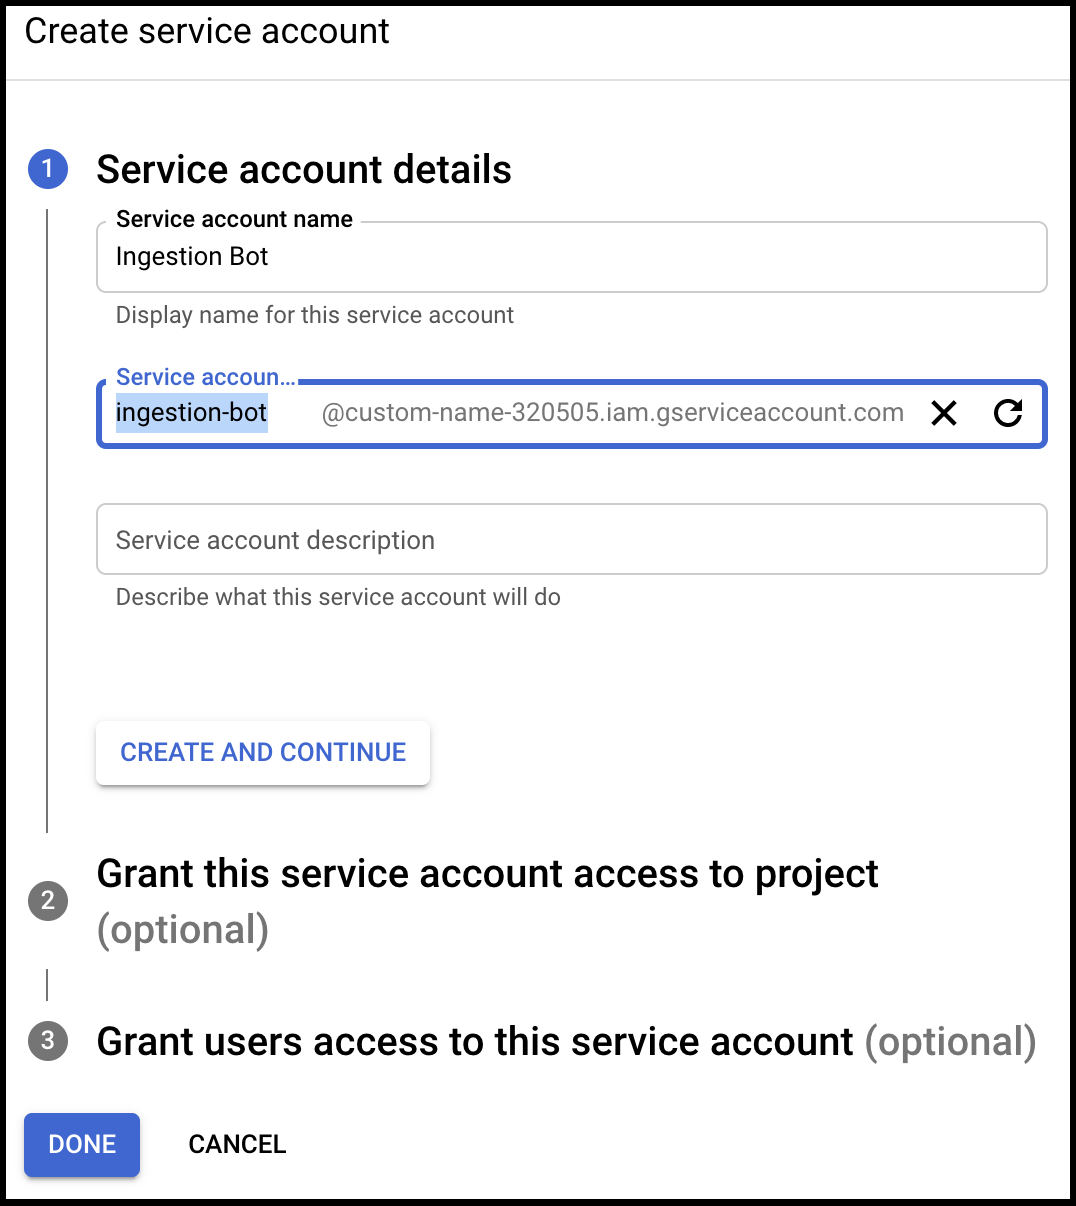 Create service account
1 Service account details
Service account name
Ingestion Bot
Display name for this service account
Service accoun...
ingestion-bot @custom-name-320505.iam.gserviceaccount.com
Service account description
Describe what this service account will do
CREATE AND CONTINUE
2 Grant this service account access to project
(optional)
3 Grant users access to this service account (optional)
DONE CANCEL